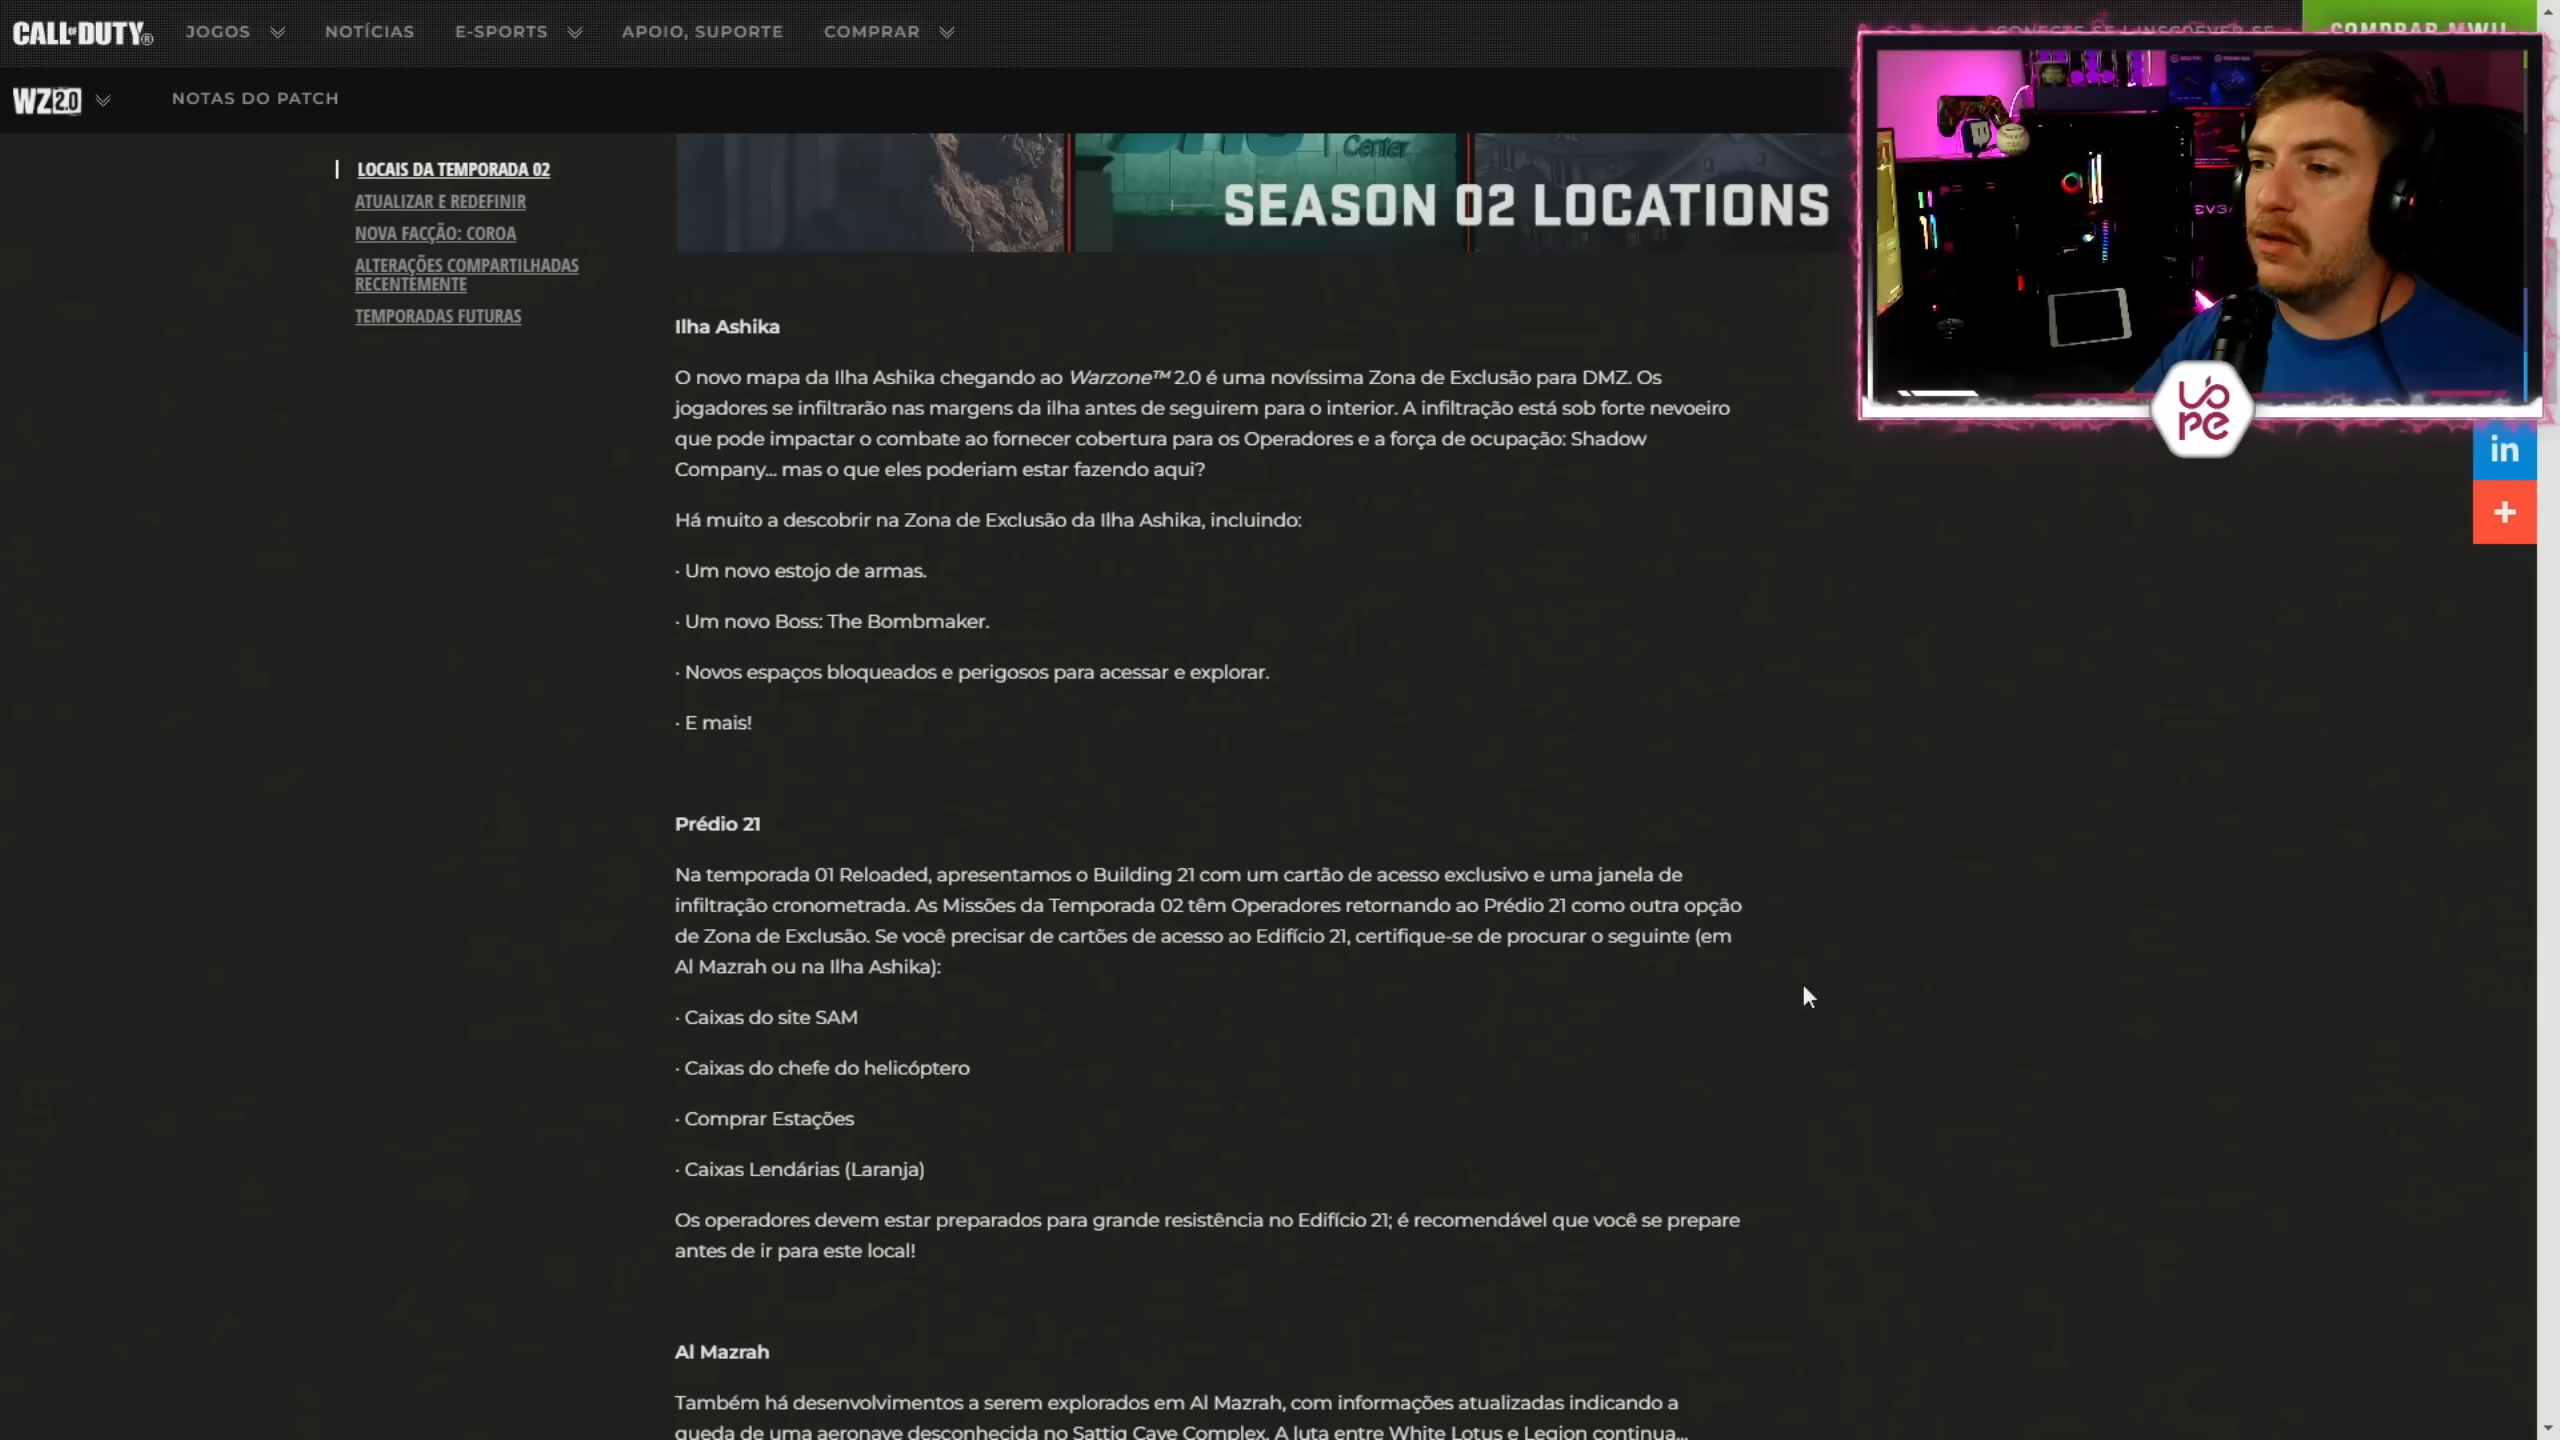 CALL OF DUTY®
JOGOS
NOTÍCIAS
E-SPORTS
APOIO, SUPORTE
COMPRAR
WZ 2.0
NOTAS DO PATCH
LOCAIS DA TEMPORADA 02
ATUALIZAR E REDEFINIR
NOVA FACÇÃO: COROA
ALTERAÇÕES COMPARTILHADAS
RECENTEMENTE
TEMPORADAS FUTURAS
Center
SEASON 02 LOCATIONS
Ilha Ashika
O novo mapa da Ilha Ashika chegando ao Warzone™ 2.0 é uma novíssima Zona de Exclusão para DMZ. Os
jogadores se infiltrarão nas margens da ilha antes de seguirem para o interior. A infiltração está sob forte nevoeiro
que pode impactar o combate ao fornecer cobertura para os Operadores e a força de ocupação: Shadow
Company... mas o que eles poderiam estar fazendo aqui?
Há muito a descobrir na Zona de Exclusão da Ilha Ashika, incluindo:
· Um novo estojo de armas.
· Um novo Boss: The Bombmaker.
· Novos espaços bloqueados e perigosos para acessar e explorar.
· E mais!
Prédio 21
Na temporada 01 Reloaded, apresentamos o Building 21 com um cartão de acesso exclusivo e uma janela de
infiltração cronometrada. As Missões da Temporada 02 têm Operadores retornando ao Prédio 21 como outra opção
de Zona de Exclusão. Se você precisar de cartões de acesso ao Edifício 21, certifique-se de procurar o seguinte (em
Al Mazrah ou na Ilha Ashika):
· Caixas do site SAM
· Caixas do chefe do helicóptero
· Comprar Estações
· Caixas Lendárias (Laranja)
Os operadores devem estar preparados para grande resistência no Edifício 21; é recomendável que você se prepare
antes de ir para este local!
Al Mazrah
Também há desenvolvimentos a serem explorados em Al Mazrah, com informações atualizadas indicando a
queda de uma aeronave desconhecida no Sattiq Cave Complex. A luta entre White Lotus e Legion continua...
CONECTE-SE | INSCREVER-SE
COMPRAR MWII
EVGA
in
+